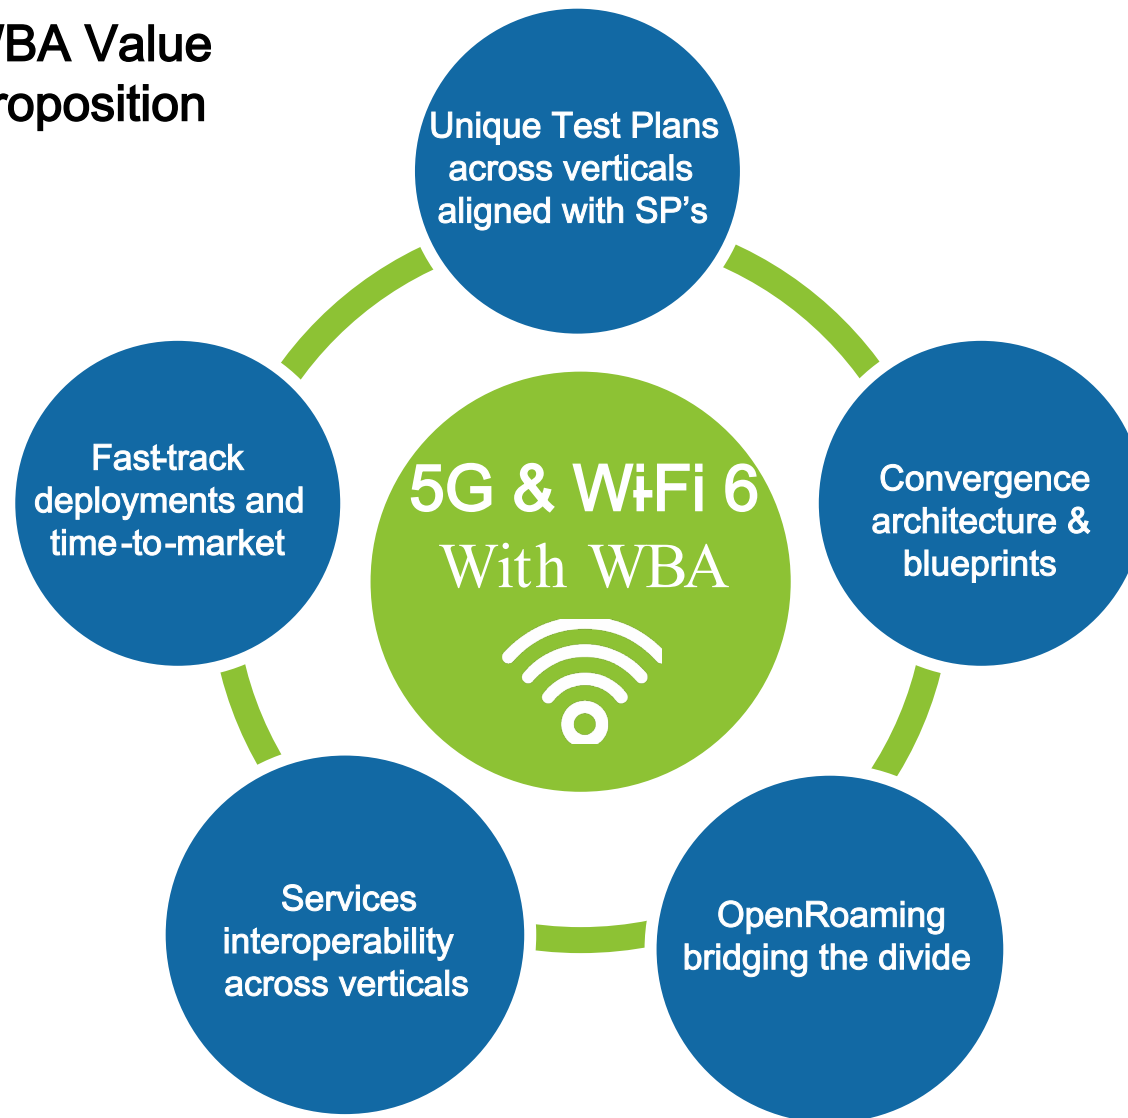 WBA Value
roposition
Unique Test Plans
across verticals
aligned with SP's
Fast-track
deployments and
time-to-market
5G & Wi-Fi 6
With WBA
Convergence
architecture &
blueprints
Services
interoperability
across verticals
OpenRoaming
bridging the divide